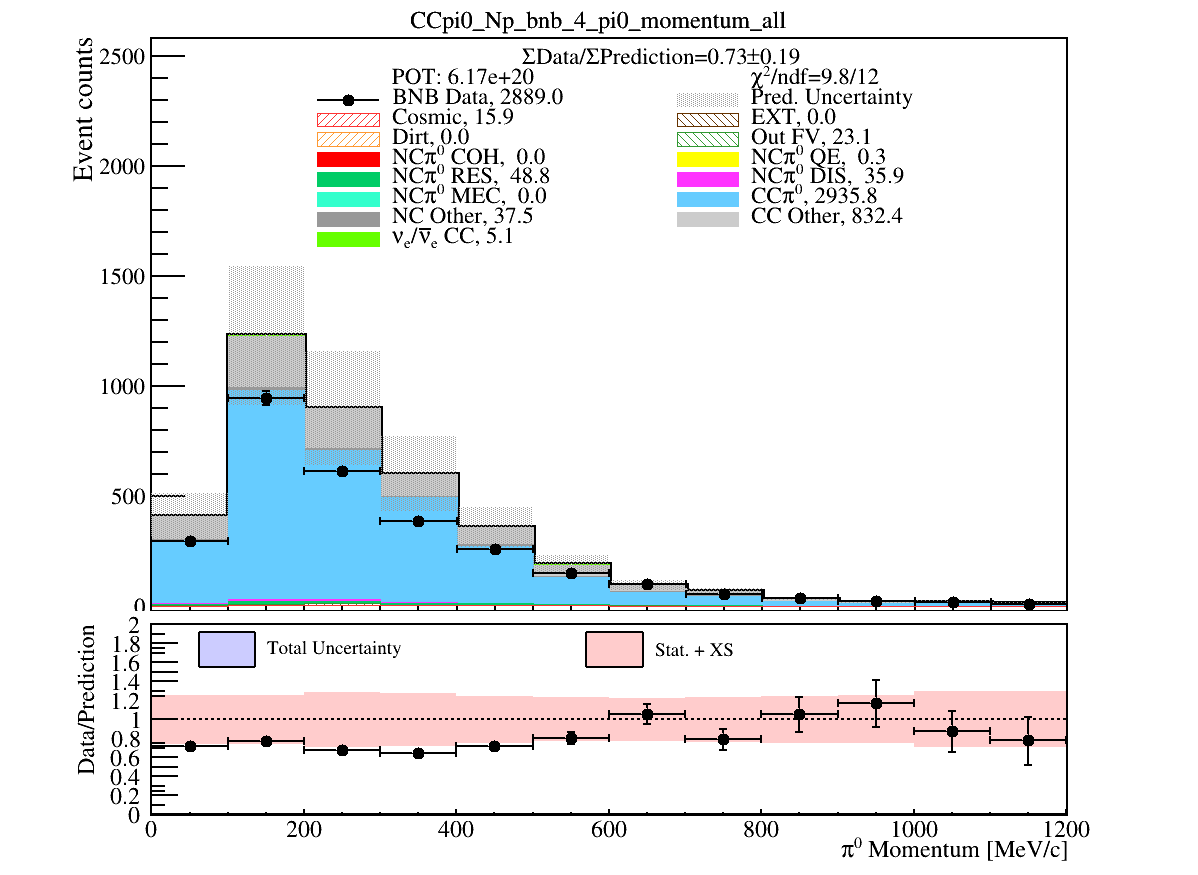 CCpi0_Np_bnb_4_pi0_momentum_all
ΣData/ΣPrediction=0.73±0.19
POT: 6.17e+20
χ²/ndf=9.8/12
BNB Data, 2889.0
Pred. Uncertainty
Cosmic, 15.9
EXT, 0.0
Dirt, 0.0
Out FV, 23.1
NCπ⁰ COH, 0.0
NCπ⁰ QE, 0.3
NCπ⁰ RES, 48.8
NCπ⁰ DIS, 35.9
NCπ⁰ MEC, 0.0
CCπ⁰, 2935.8
NC Other, 37.5
CC Other, 832.4
νₑ/ν̅ₑ CC, 5.1
Event counts
2500
2000
1500
1000
500
0
Data/Prediction
2
1.8
1.6
1.4
1.2
1
0.8
0.6
0.4
0.2
0
Total Uncertainty
Stat. + XS
0 200 400 600 800 1000 1200
π⁰ Momentum [MeV/c]